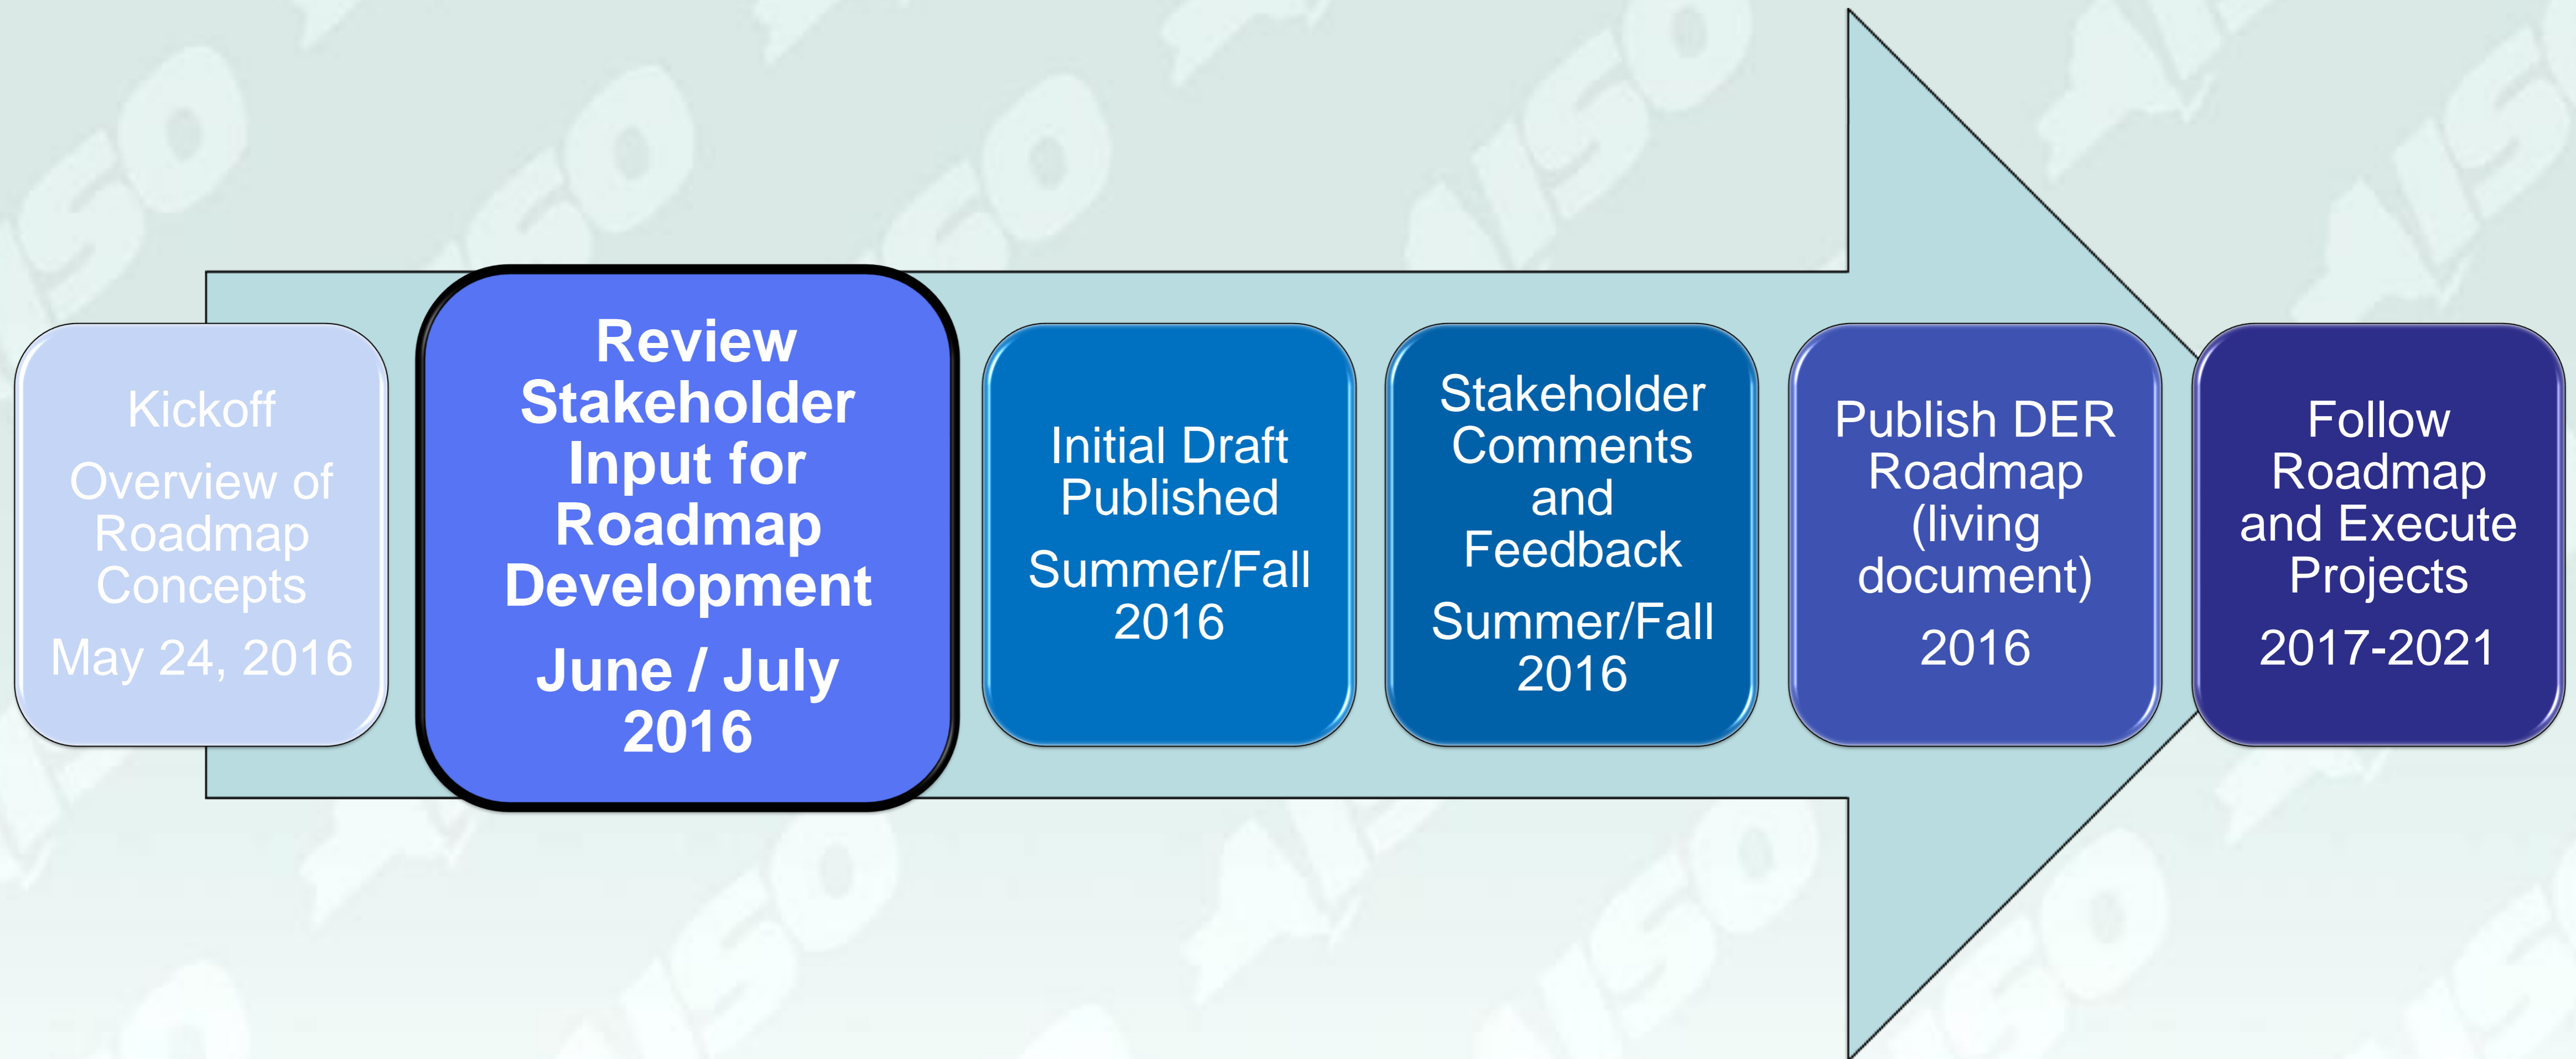 Kickoff
Overview of
Roadmap
Concepts
May 24, 2016
Review
Stakeholder
Input for
Roadmap
Development
June / July
2016
Initial Draft
Published
Summer/Fall
2016
Stakeholder
Comments
and
Feedback
Summer/Fall
2016
Publish DER
Roadmap
(living
document)
2016
Follow
Roadmap
and Execute
Projects
2017-2021